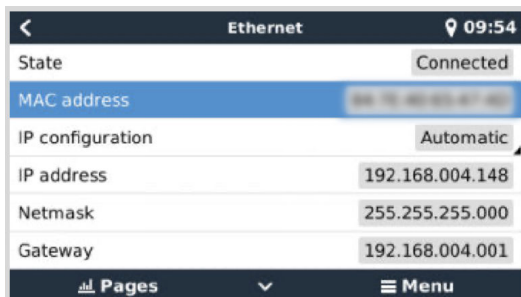 Ethernet 09:54
State Connected
MAC address
IP configuration Automatic
IP address 192.168.004.148
Netmask 255.255.255.000
Gateway 192.168.004.001
Pages Menu